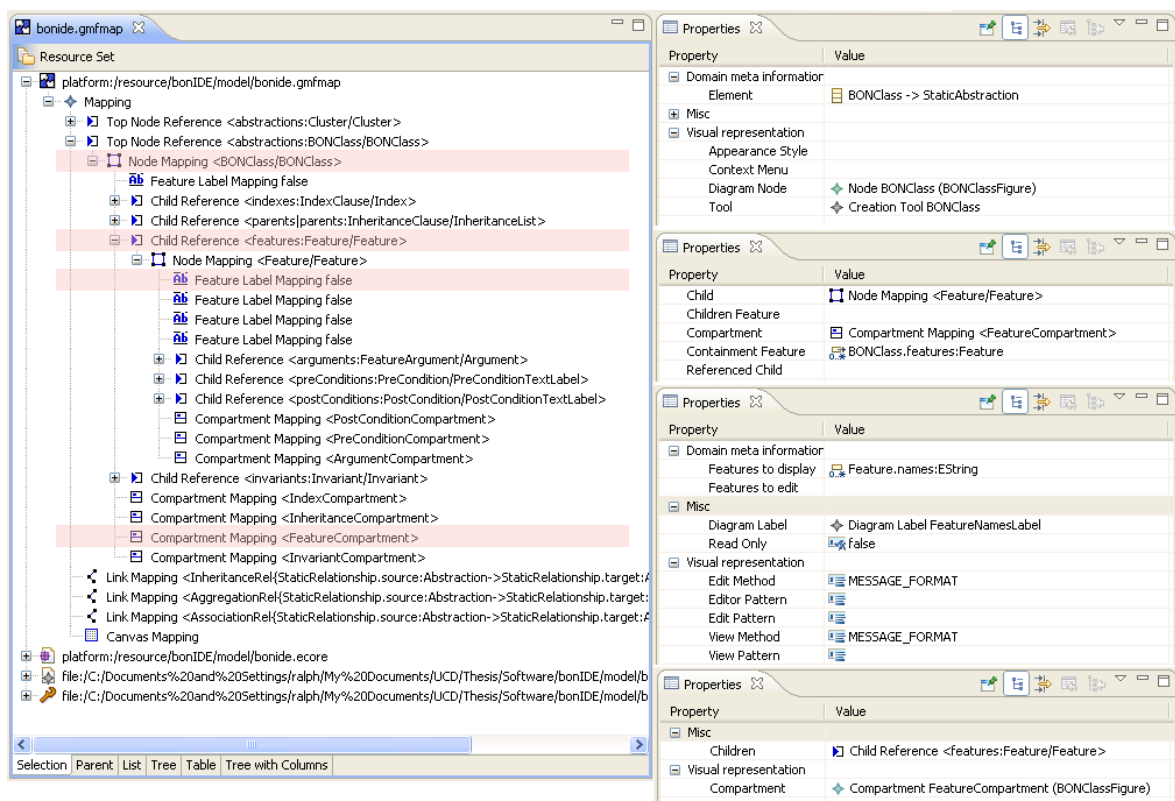 bonide.gmfmap
Resource Set
platform:/resource/bonIDE/model/bonide.gmfmap
Mapping
Top Node Reference <abstractions:Cluster/Cluster>
Top Node Reference <abstractions:BONClass/BONClass>
Node Mapping <BONClass/BONClass>
Feature Label Mapping false
Child Reference <indexes:IndexClause/Index>
Child Reference <parents|parents:InheritanceClause/InheritanceList>
Child Reference <features:Feature/Feature>
Node Mapping <Feature/Feature>
Feature Label Mapping false
Feature Label Mapping false
Feature Label Mapping false
Feature Label Mapping false
Child Reference <arguments:FeatureArgument/Argument>
Child Reference <preConditions:PreCondition/PreConditionTextLabel>
Child Reference <postConditions:PostCondition/PostConditionTextLabel>
Compartment Mapping <PostConditionCompartment>
Compartment Mapping <PreConditionCompartment>
Compartment Mapping <ArgumentCompartment>
Child Reference <invariants:Invariant/Invariant>
Compartment Mapping <IndexCompartment>
Compartment Mapping <InheritanceCompartment>
Compartment Mapping <FeatureCompartment>
Compartment Mapping <InvariantCompartment>
Link Mapping <InheritanceRel{StaticRelationship.source:Abstraction->StaticRelationship.target:A
Link Mapping <AggregationRel{StaticRelationship.source:Abstraction->StaticRelationship.target:
Link Mapping <AssociationRel{StaticRelationship.source:Abstraction->StaticRelationship.target:A
Canvas Mapping
platform:/resource/bonIDE/model/bonide.ecore
file:/C:/Documents%20and%20Settings/ralph/My%20Documents/UCD/Thesis/Software/bonIDE/model/b
file:/C:/Documents%20and%20Settings/ralph/My%20Documents/UCD/Thesis/Software/bonIDE/model/b
Selection Parent List Tree Table Tree with Columns
Properties
Property Value
Domain meta information
Element BONClass -> StaticAbstraction
Misc
Visual representation
Appearance Style
Context Menu
Diagram Node Node BONClass (BONClassFigure)
Tool Creation Tool BONClass
Properties
Property Value
Child Node Mapping <Feature/Feature>
Children Feature
Compartment Compartment Mapping <FeatureCompartment>
Containment Feature BONClass.features:Feature
Referenced Child
Properties
Property Value
Domain meta information
Features to display Feature.names:EString
Features to edit
Misc
Diagram Label Diagram Label FeatureNamesLabel
Read Only false
Visual representation
Edit Method MESSAGE_FORMAT
Editor Pattern
Edit Pattern
View Method MESSAGE_FORMAT
View Pattern
Properties
Property Value
Misc
Children Child Reference <features:Feature/Feature>
Visual representation
Compartment Compartment FeatureCompartment (BONClassFigure)